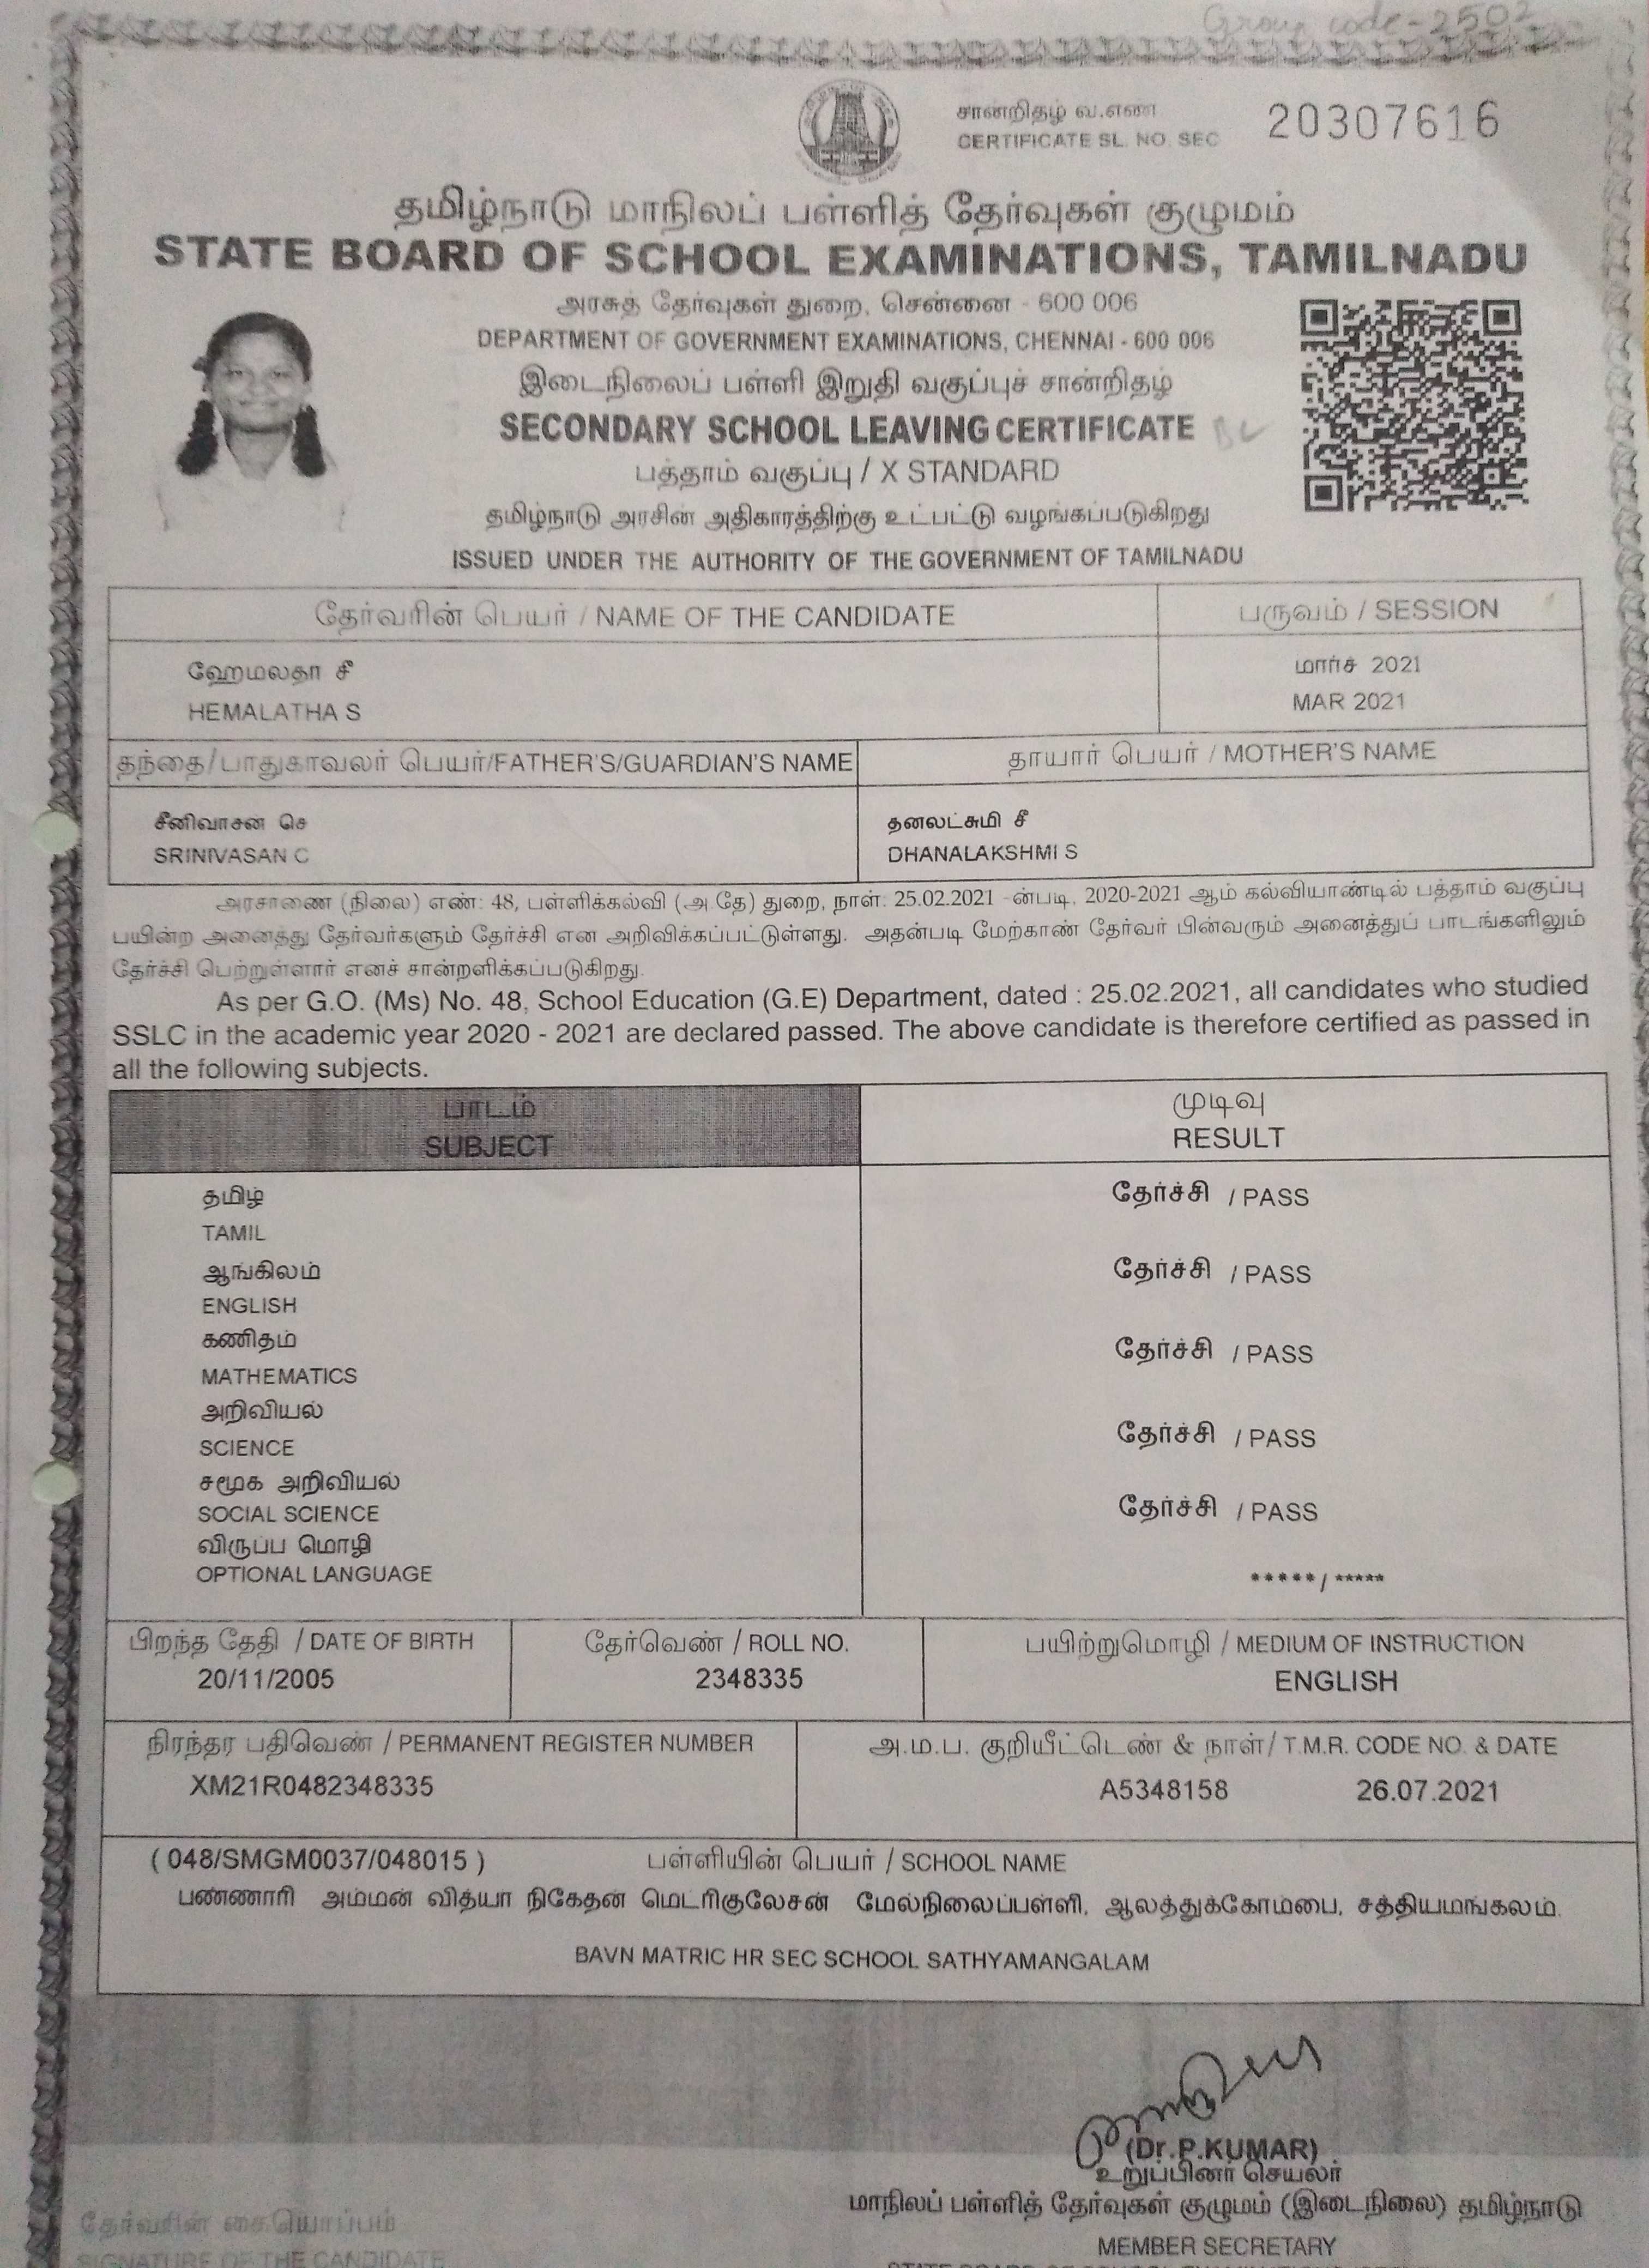 Group code - 2502
சான்றிதழ் வ.எண்
CERTIFICATE SL. NO. SEC 20307616
தமிழ்நாடு மாநிலப் பள்ளித் தேர்வுகள் குழுமம்
STATE BOARD OF SCHOOL EXAMINATIONS, TAMILNADU
அரசுத் தேர்வுகள் துறை, சென்னை - 600 006
DEPARTMENT OF GOVERNMENT EXAMINATIONS, CHENNAI - 600 006
இடைநிலைப் பள்ளி இறுதி வகுப்புச் சான்றிதழ்
SECONDARY SCHOOL LEAVING CERTIFICATE
பத்தாம் வகுப்பு / X STANDARD
தமிழ்நாடு அரசின் அதிகாரத்திற்கு உட்பட்டு வழங்கப்படுகிறது
ISSUED UNDER THE AUTHORITY OF THE GOVERNMENT OF TAMILNADU
தேர்வரின் பெயர் / NAME OF THE CANDIDATE பருவம் / SESSION
ஹேமலதா சீ மார்ச் 2021
HEMALATHA S MAR 2021
தந்தை/பாதுகாவலர் பெயர்/FATHER'S/GUARDIAN'S NAME தாயார் பெயர் / MOTHER'S NAME
சீனிவாசன் செ தனலட்சுமி சீ
SRINIVASAN C DHANALAKSHMI S
அரசாணை (நிலை) எண்: 48, பள்ளிக்கல்வி (அ.தே) துறை, நாள்: 25.02.2021 -ன்படி, 2020-2021 ஆம் கல்வியாண்டில் பத்தாம் வகுப்பு
பயின்ற அனைத்து தேர்வர்களும் தேர்ச்சி என அறிவிக்கப்பட்டுள்ளது. அதன்படி மேற்காண் தேர்வர் பின்வரும் அனைத்துப் பாடங்களிலும்
தேர்ச்சி பெற்றுள்ளார் எனச் சான்றளிக்கப்படுகிறது.
As per G.O. (Ms) No. 48, School Education (G.E) Department, dated : 25.02.2021, all candidates who studied
SSLC in the academic year 2020 - 2021 are declared passed. The above candidate is therefore certified as passed in
all the following subjects.
பாடம் முடிவு
SUBJECT RESULT
தமிழ் தேர்ச்சி / PASS
TAMIL
ஆங்கிலம் தேர்ச்சி / PASS
ENGLISH
கணிதம் தேர்ச்சி / PASS
MATHEMATICS
அறிவியல் தேர்ச்சி / PASS
SCIENCE
சமூக அறிவியல் தேர்ச்சி / PASS
SOCIAL SCIENCE
விருப்ப மொழி
OPTIONAL LANGUAGE *****/*****
பிறந்த தேதி / DATE OF BIRTH தேர்வெண் / ROLL NO. பயிற்றுமொழி / MEDIUM OF INSTRUCTION
20/11/2005 2348335 ENGLISH
நிரந்தர பதிவெண் / PERMANENT REGISTER NUMBER அ.ம.ப. குறியீட்டெண் & நாள்/ T.M.R. CODE NO. & DATE
XM21R0482348335 A5348158 26.07.2021
( 048/SMGM0037/048015 ) பள்ளியின் பெயர் / SCHOOL NAME
பண்ணாரி அம்மன் வித்யா நிகேதன் மெட்ரிகுலேசன் மேல்நிலைப்பள்ளி, ஆலத்துக்கோம்பை, சத்தியமங்கலம்.
BAVN MATRIC HR SEC SCHOOL SATHYAMANGALAM
(Dr.P.KUMAR)
உறுப்பினர் செயலர்
மாநிலப் பள்ளித் தேர்வுகள் குழுமம் (இடைநிலை) தமிழ்நாடு
தேர்வரின் கையொப்பம்
MEMBER SECRETARY
SIGNATURE OF THE CANDIDATE